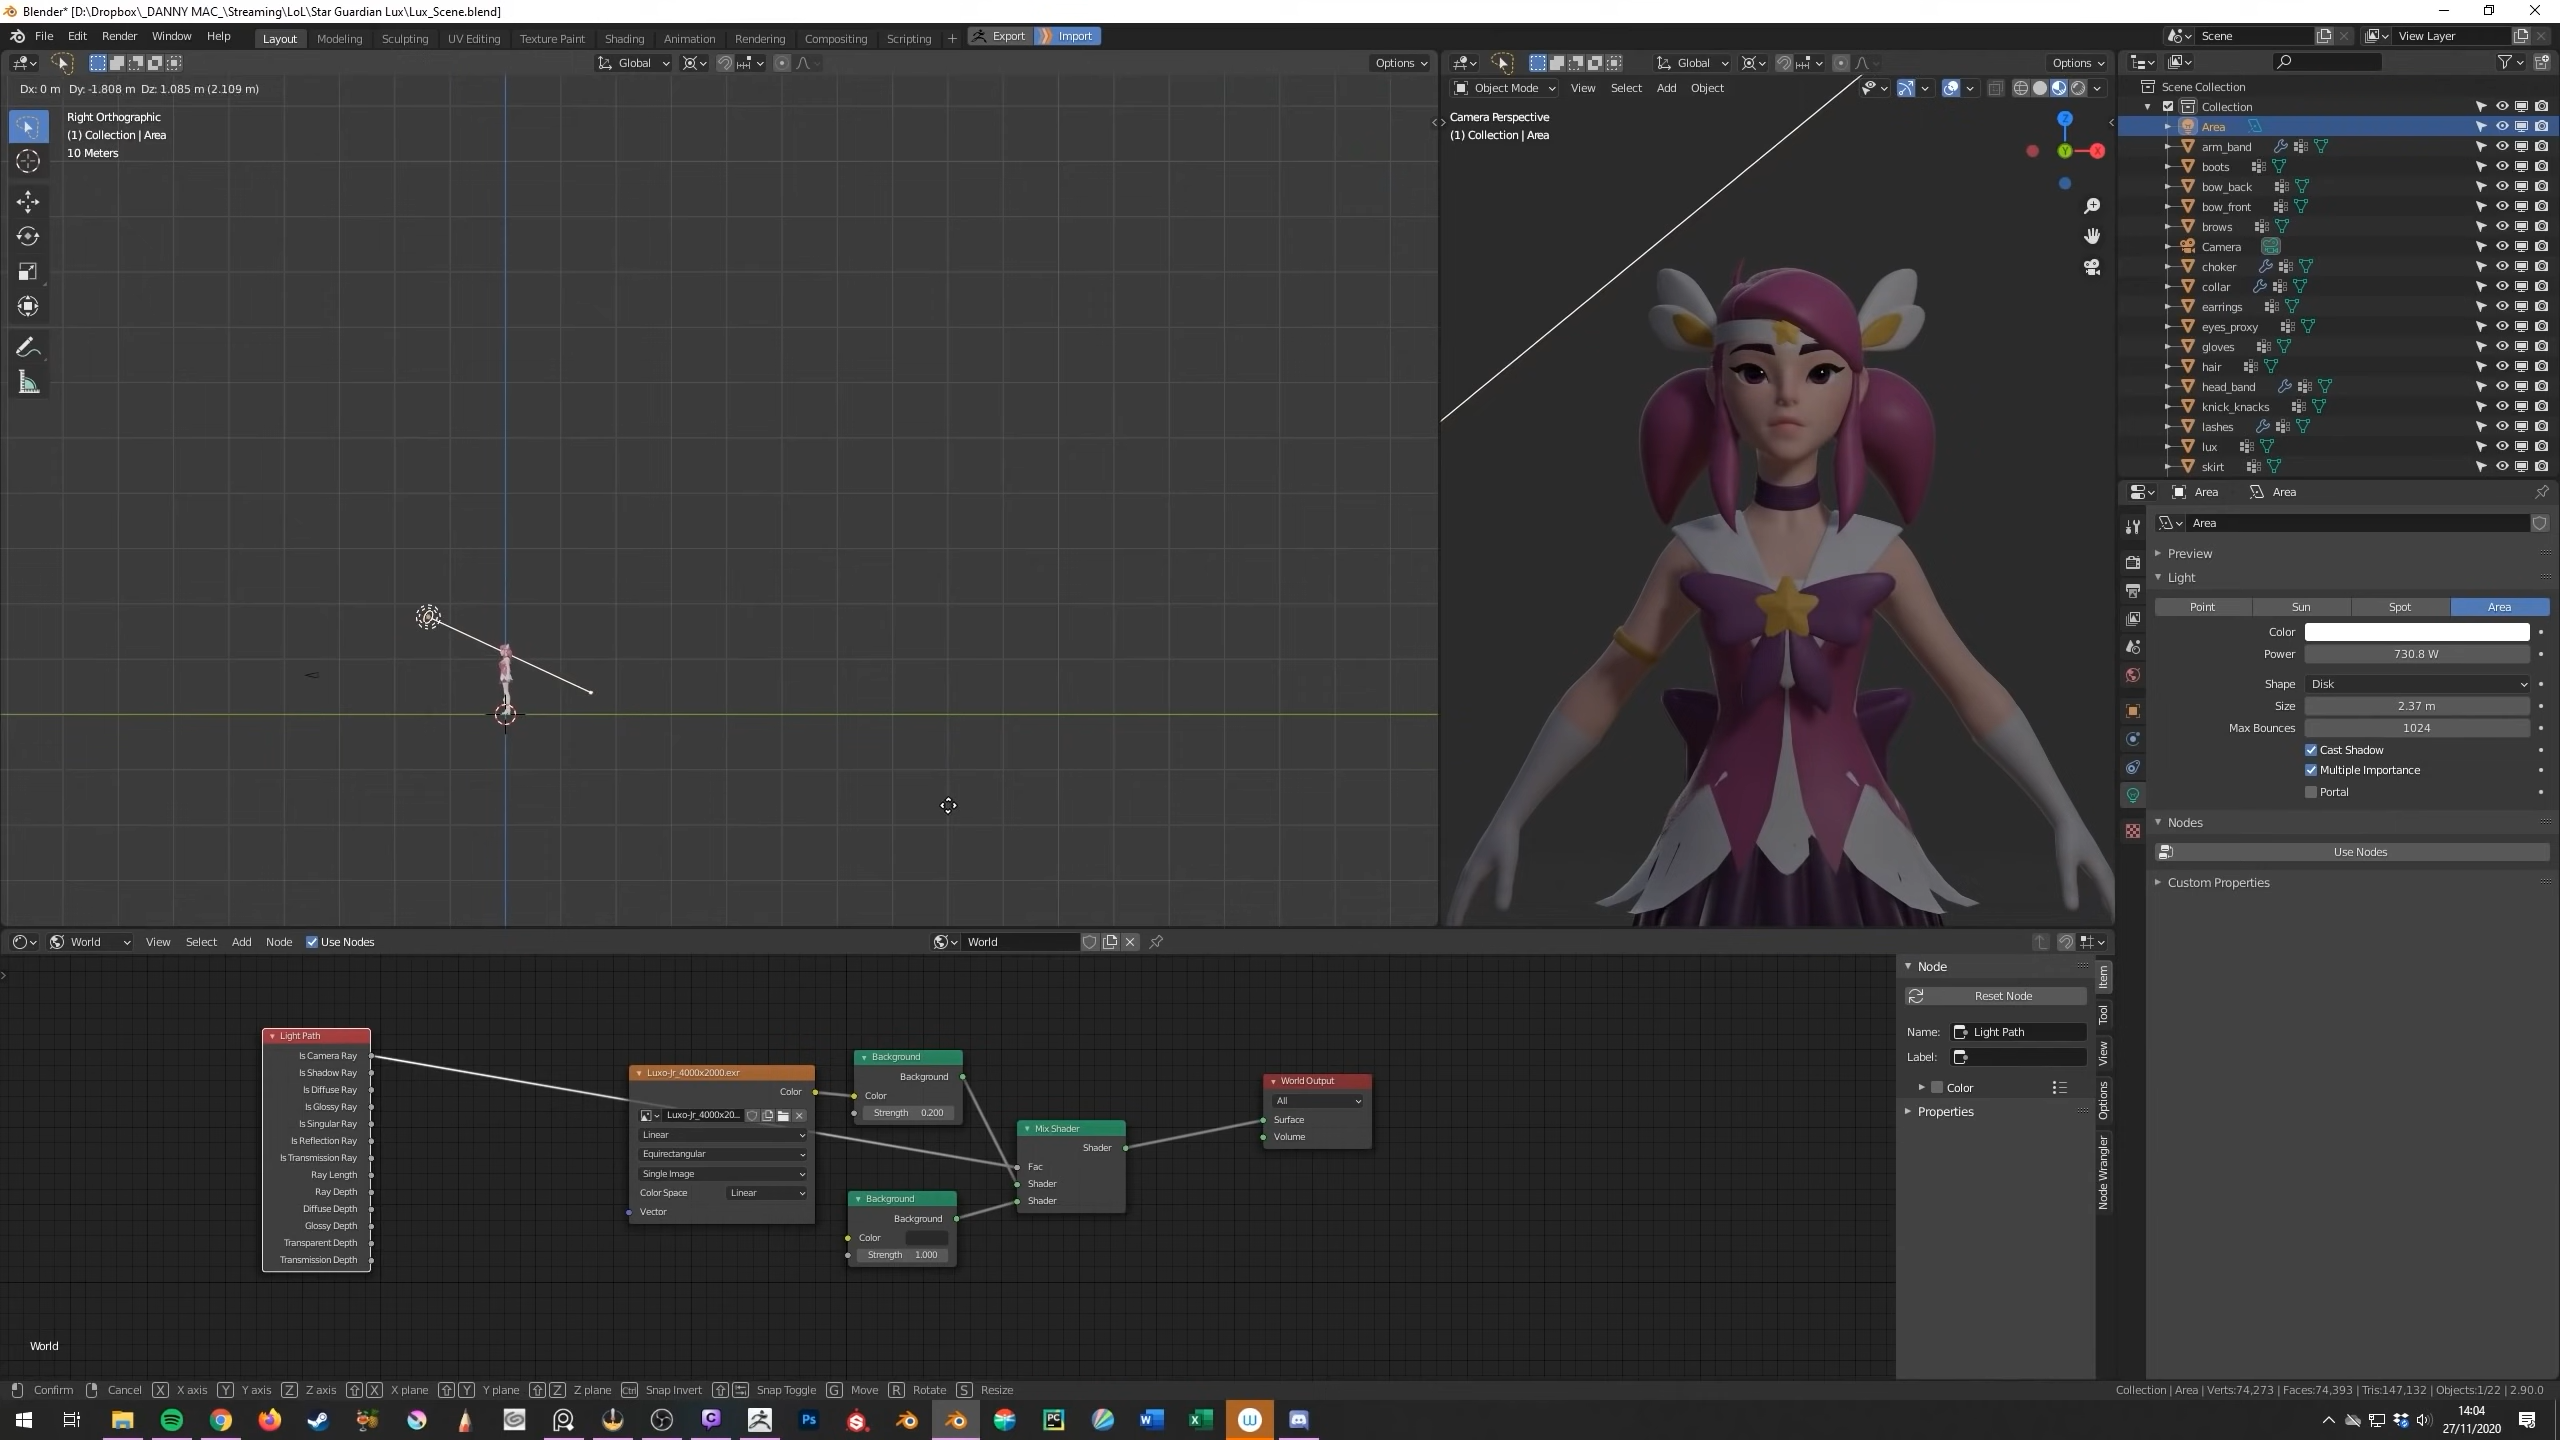 Blender* [D:\Dropbox\_DANNY MAC_\Streaming\LoL\Star Guardian Lux\Lux_Scene.blend]
File Edit Render Window Help
Layout Modeling Sculpting UV Editing Texture Paint Shading Animation Rendering Compositing Scripting + Export Import
Scene
View Layer
Global
Options
Global
Options
Dx: 0 m Dy: -1.808 m Dz: 1.085 m (2.109 m)
Object Mode View Select Add Object
Right Orthographic
(1) Collection | Area
10 Meters
Camera Perspective
(1) Collection | Area
Z
Y
X
Scene Collection
Collection
Area
arm_band
boots
bow_back
bow_front
brows
Camera
choker
collar
earrings
eyes_proxy
gloves
hair
head_band
knick_knacks
lashes
lux
skirt
Area Area
Area
Preview
Light
Point Sun Spot Area
Color
Power 730.8 W
Shape Disk
Size 2.37 m
Max Bounces 1024
Cast Shadow
Multiple Importance
Portal
Nodes
Use Nodes
Custom Properties
World View Select Add Node Use Nodes
World
Light Path
Is Camera Ray
Is Shadow Ray
Is Diffuse Ray
Is Glossy Ray
Is Singular Ray
Is Reflection Ray
Is Transmission Ray
Ray Length
Ray Depth
Diffuse Depth
Glossy Depth
Transparent Depth
Transmission Depth
Luxo-Jr_4000x2000.exr
Color
Luxo-Jr_4000x20...
Linear
Equirectangular
Single Image
Color Space Linear
Vector
Background
Background
Color
Strength 0.200
Background
Background
Color
Strength 1.000
Mix Shader
Shader
Fac
Shader
Shader
World Output
All
Surface
Volume
Node
Reset Node
Name: Light Path
Label:
Color
Properties
Item
Tool
View
Options
Node Wrangler
World
Confirm Cancel X X axis Y Y axis Z Z axis X X plane Y Y plane Z Z plane Ctrl Snap Invert Snap Toggle G Move R Rotate S Resize
Collection | Area | Verts:74,273 | Faces:74,393 | Tris:147,132 | Objects:1/22 | 2.90.0
14:04
27/11/2020